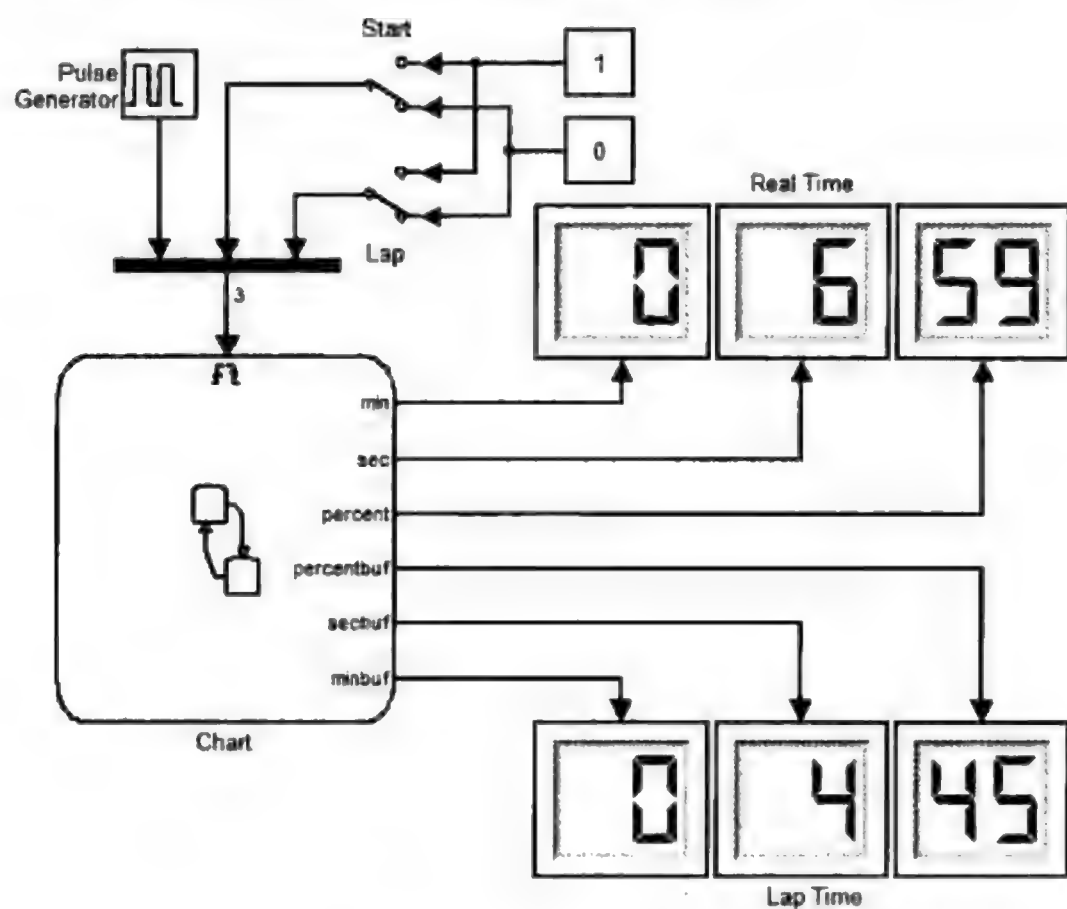 Start
Pulse
Generator
1
0
Lap
3
Real Time
0 6 59
min
sec
percent
percentbuf
secbuf
minbuf
Chart
0 4 45
Lap Time